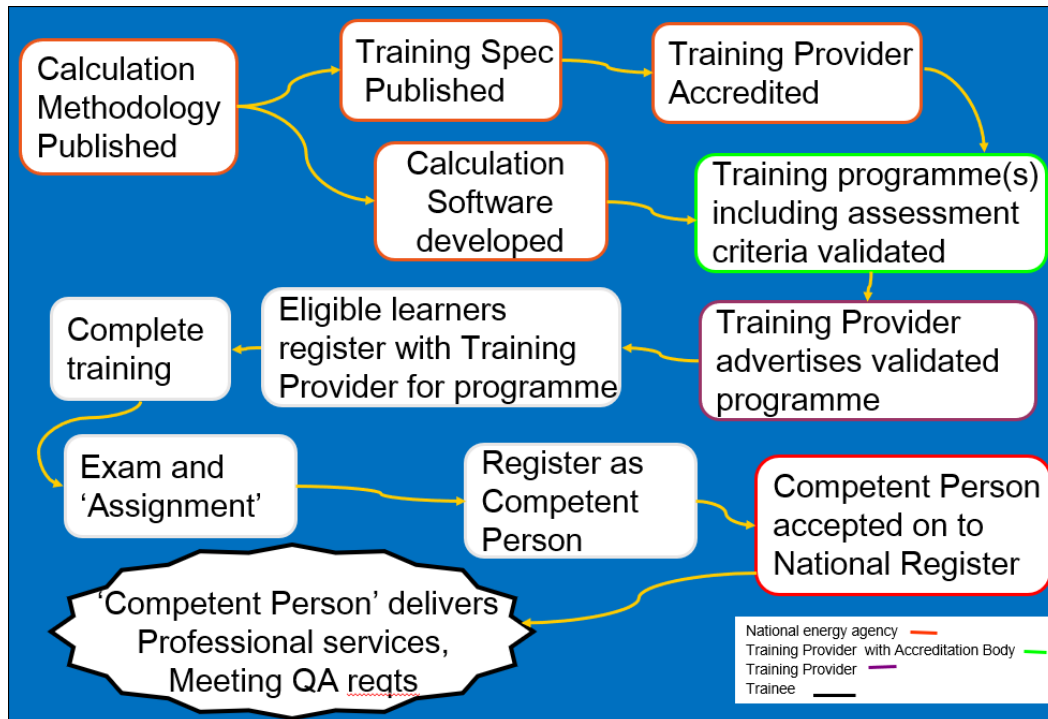 Calculation
Methodology
Published
Training Spec
Published
Training Provider
Accredited
Calculation
Software
developed
Training programme(s)
including assessment
criteria validated
Training Provider
advertises validated
programme
Eligible learners
register with Training
Provider for programme
Complete
training
Exam and
‘Assignment’
Register as
Competent
Person
Competent Person
accepted on to
National Register
‘Competent Person’ delivers
Professional services,
Meeting QA reqts
National energy agency
Training Provider with Accreditation Body
Training Provider
Trainee